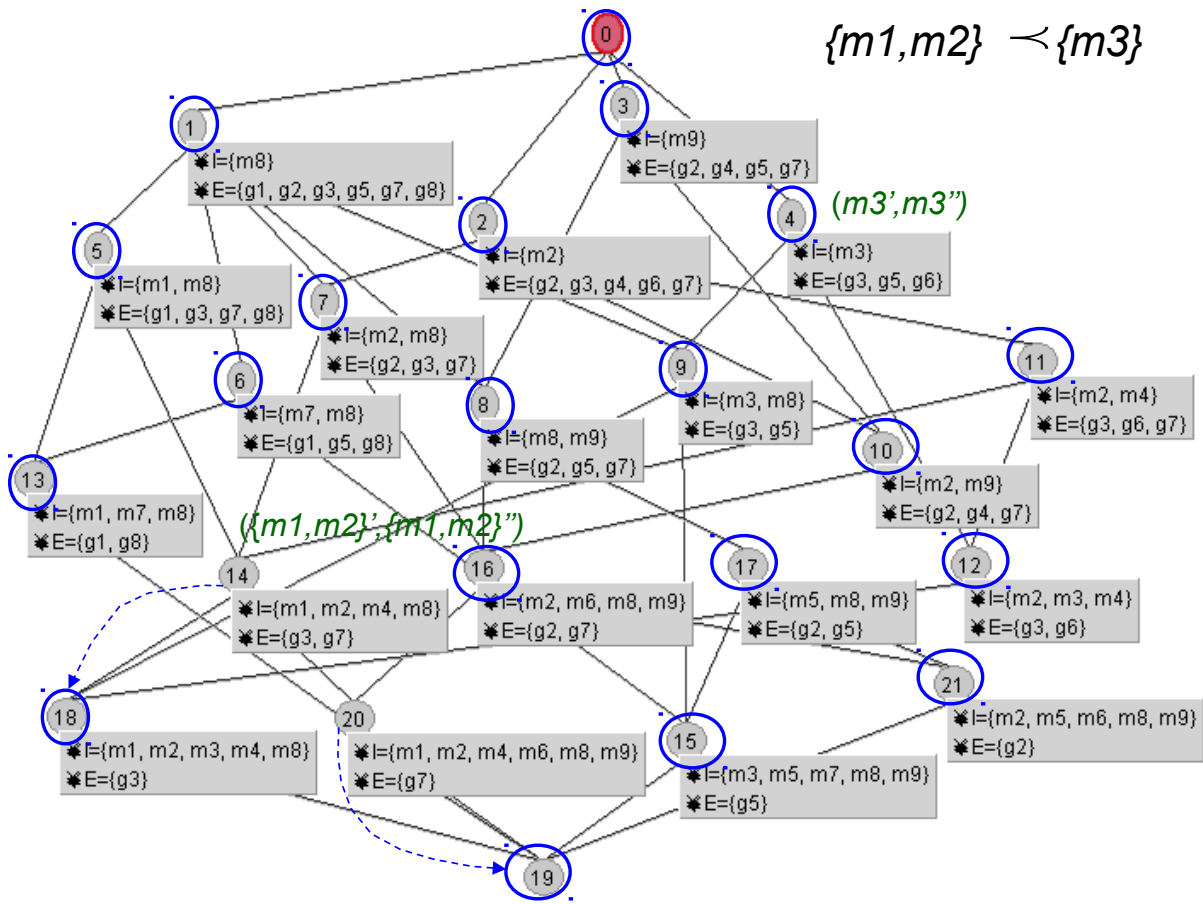 {m1,m2} ≺ {m3}
0
3
I={m9}
E={g2, g4, g5, g7}
1
I={m8}
E={g1, g2, g3, g5, g7, g8}
2
I={m2}
E={g2, g3, g4, g6, g7}
4
(m3',m3'')
I={m3}
E={g3, g5, g6}
5
I={m1, m8}
E={g1, g3, g7, g8}
7
I={m2, m8}
E={g2, g3, g7}
6
I={m7, m8}
E={g1, g5, g8}
8
I={m8, m9}
E={g2, g5, g7}
9
I={m3, m8}
E={g3, g5}
11
I={m2, m4}
E={g3, g6, g7}
10
I={m2, m9}
E={g2, g4, g7}
13
I={m1, m7, m8}
E={g1, g8}
({m1,m2}',{m1,m2}'')
14
I={m1, m2, m4, m8}
E={g3, g7}
16
I={m2, m6, m8, m9}
E={g2, g7}
17
I={m5, m8, m9}
E={g2, g5}
12
I={m2, m3, m4}
E={g3, g6}
18
I={m1, m2, m3, m4, m8}
E={g3}
20
I={m1, m2, m4, m6, m8, m9}
E={g7}
15
I={m3, m5, m7, m8, m9}
E={g5}
21
I={m2, m5, m6, m8, m9}
E={g2}
19